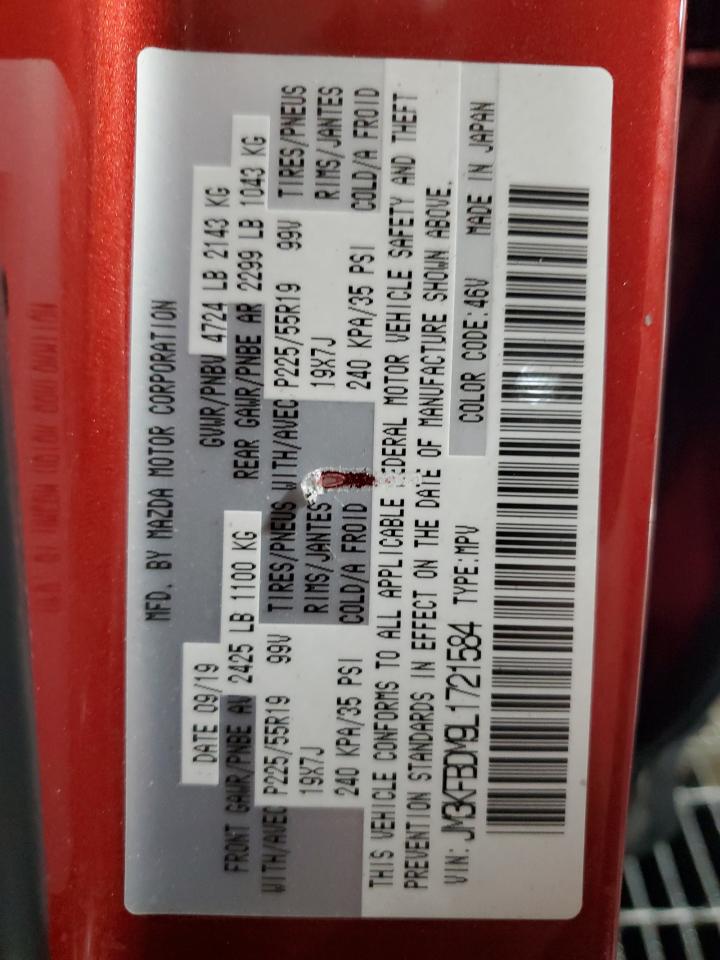 MFD. BY MAZDA MOTOR CORPORATION
DATE 09/19 GVWR/PNBV 4724 LB 2143 KG
FRONT GAWR/PNBE AV 2425 LB 1100 KG REAR GAWR/PNBE AR 2299 LB 1043 KG
WITH/AVEC P225/55R19 99V TIRES/PNEUS WITH/AVEC P225/55R19 99V TIRES/PNEUS
19X7J RIMS/JANTES 19X7J RIMS/JANTES
240 KPA/35 PSI COLD/A FROID 240 KPA/35 PSI COLD/A FROID
THIS VEHICLE CONFORMS TO ALL APPLICABLE FEDERAL MOTOR VEHICLE SAFETY AND THEFT
PREVENTION STANDARDS IN EFFECT ON THE DATE OF MANUFACTURE SHOWN ABOVE.
VIN: JM3KFBDM9L1721584 TYPE:MPV COLOR CODE:46V MADE IN JAPAN